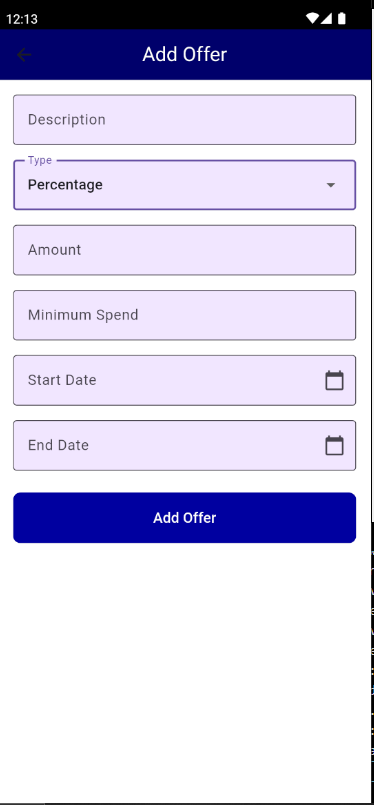 12:13
Add Offer
Description
Type
Percentage
Amount
Minimum Spend
Start Date
End Date
Add Offer